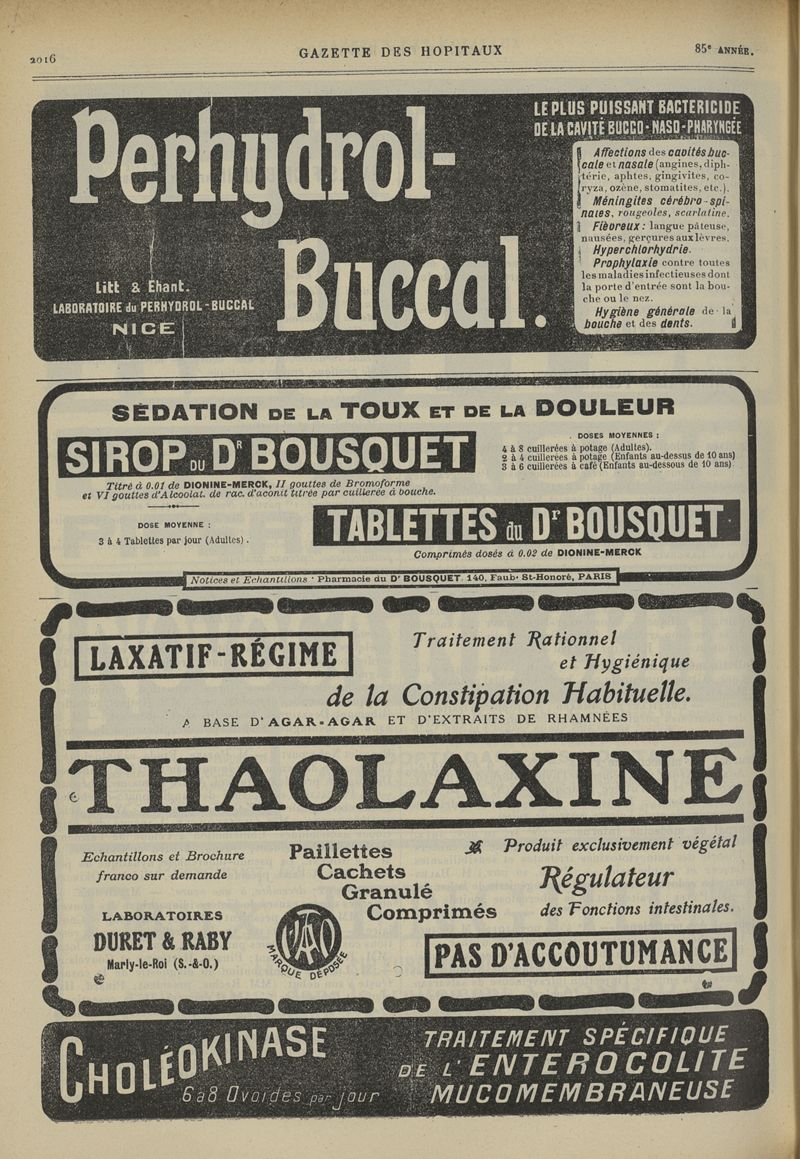 2016
GAZETTE DES HOPITAUX
85e ANNÉE.
Perhydrol-
Buccal.
Litt & Ehant.
LABORATOIRE du PERHYDROL-BUCCAL
NICE
LE PLUS PUISSANT BACTERICIDE
DE LA CAVITÉ BUCCO-NASO-PHARYNGÉE
Affections des cavités buc-
cale et nasale (angines, diph-
térie, aphtes, gingivites, co-
ryza, ozène, stomatites, etc.).
Méningites cérébro-spi-
nales, rougeoles, scarlatine.
Fiévreux : langue pâteuse,
nausées, gerçures aux lèvres.
Hyperchlorhydrie.
Prophylaxie contre toutes
les maladies infectieuses dont
la porte d'entrée sont la bou-
che ou le nez.
Hygiène générale de la
bouche et des dents.
SÉDATION DE LA TOUX ET DE LA DOULEUR
SIROP DU Dr BOUSQUET
Titré à 0.01 de DIONINE-MERCK, II gouttes de Bromoforme
et VI gouttes d'Alcoolat. de rac. d'aconit titrée par cuillerée à bouche.
DOSES MOYENNES :
4 à 8 cuillerées à potage (Adultes).
2 à 4 cuillerées à potage (Enfants au-dessus de 10 ans)
3 à 6 cuillerées à café (Enfants au-dessous de 10 ans)
DOSE MOYENNE :
3 à 4 Tablettes par jour (Adultes).
TABLETTES du Dr BOUSQUET
Comprimés dosés à 0.02 de DIONINE-MERCK
Notices et Echantillons : Pharmacie du Dr BOUSQUET 140, Faub. St-Honoré, PARIS
LAXATIF-RÉGIME
Traitement Rationnel
et Hygiénique
de la Constipation Habituelle.
A BASE D'AGAR-AGAR ET D'EXTRAITS DE RHAMNÉES
THAOLAXINE
Echantillons et Brochure
franco sur demande
LABORATOIRES
DURET & RABY
Marly-le-Roi (S.-&-O.)
Paillettes
Cachets
Granulé
Comprimés
MARQUE DÉPOSÉE
Produit exclusivement végétal
Régulateur
des Fonctions intestinales.
PAS D'ACCOUTUMANCE
CHOLÉOKINASE
6 à 8 Ovoïdes par jour
TRAITEMENT SPÉCIFIQUE
DE L'ENTEROCOLITE
MUCOMEMBRANEUSE